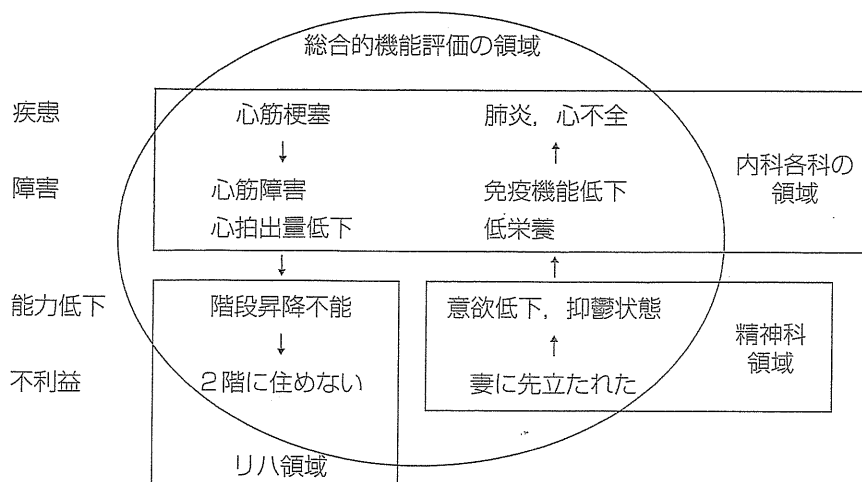 総合的機能評価の領域
疾患
心筋梗塞
肺炎,心不全
↓
↑
内科各科の
領域
障害
心筋障害
免疫機能低下
心拍出量低下
低栄養
↓
↑
能力低下
階段昇降不能
意欲低下,抑鬱状態
精神科
領域
↓
↑
不利益
2階に住めない
妻に先立たれた
リハ領域